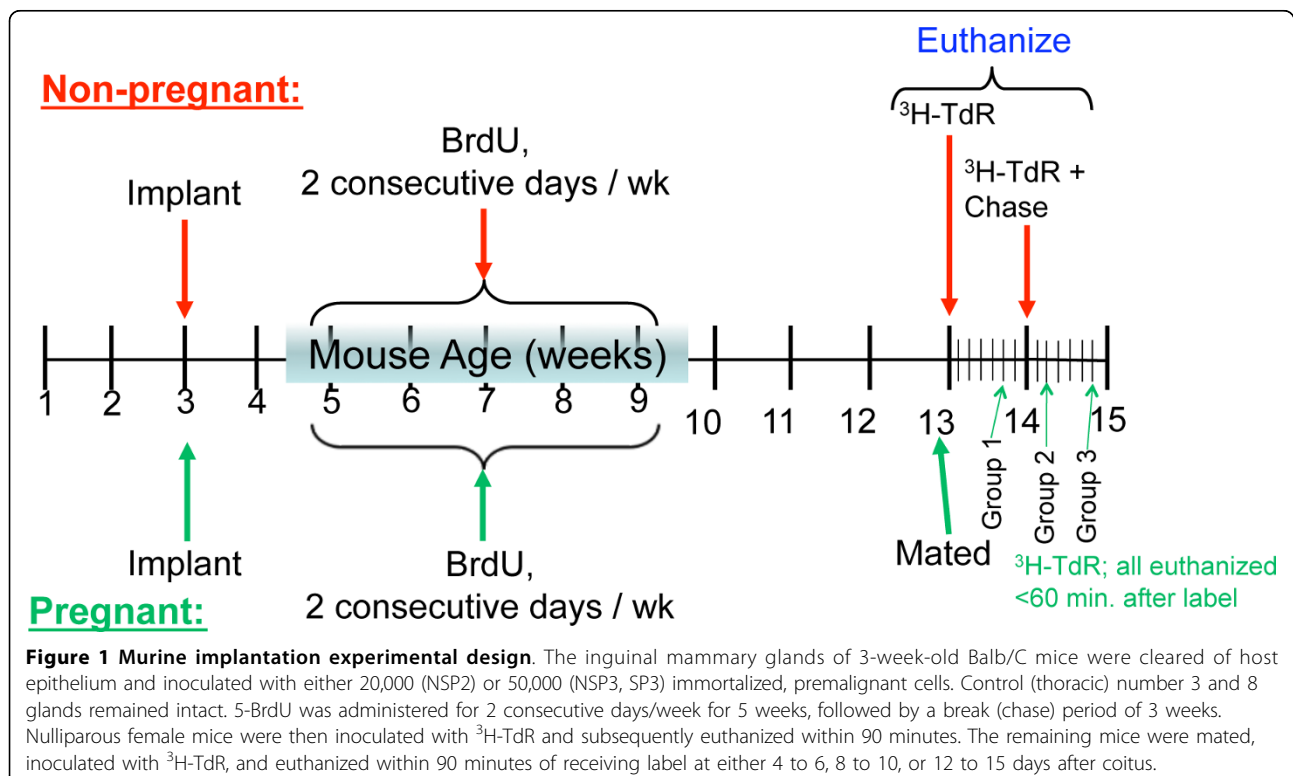 Euthanize
Non-pregnant:
³H-TdR
BrdU,
2 consecutive days / wk
³H-TdR +
Chase
Implant
Mouse Age (weeks)
1 2 3 4 5 6 7 8 9 10 11 12 13 14 15
Group 1
Group 2
Group 3
Mated
Implant
BrdU,
2 consecutive days / wk
³H-TdR; all euthanized
<60 min. after label
Pregnant:
Figure 1 Murine implantation experimental design. The inguinal mammary glands of 3-week-old Balb/C mice were cleared of host
epithelium and inoculated with either 20,000 (NSP2) or 50,000 (NSP3, SP3) immortalized, premalignant cells. Control (thoracic) number 3 and 8
glands remained intact. 5-BrdU was administered for 2 consecutive days/week for 5 weeks, followed by a break (chase) period of 3 weeks.
Nulliparous female mice were then inoculated with ³H-TdR and subsequently euthanized within 90 minutes. The remaining mice were mated,
inoculated with ³H-TdR, and euthanized within 90 minutes of receiving label at either 4 to 6, 8 to 10, or 12 to 15 days after coitus.